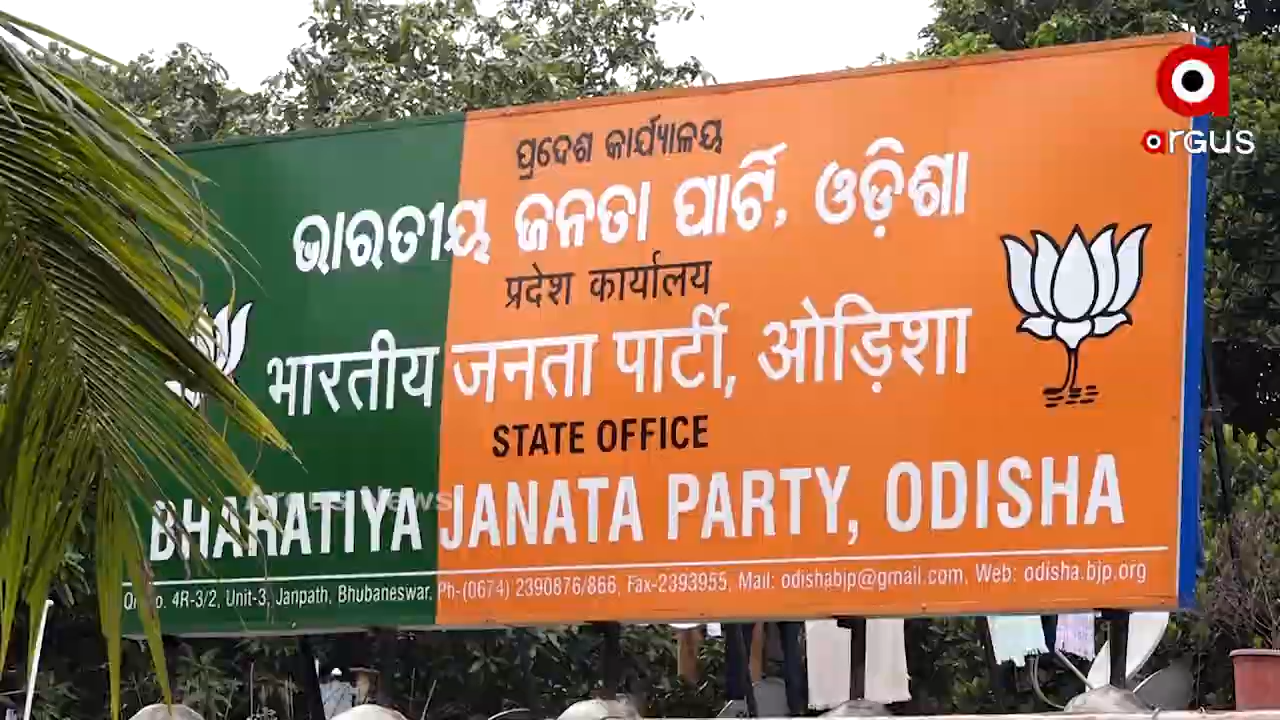 ପ୍ରଦେଶ କାର୍ଯ୍ୟାଳୟ
ଭାରତୀୟ ଜନତା ପାର୍ଟି, ଓଡ଼ିଶା
प्रदेश कार्यालय
भारतीय जनता पार्टी, ओड़िशा
STATE OFFICE
BHARATIYA JANATA PARTY, ODISHA
4R-3/2, Unit-3, Janpath, Bhubaneswar, Ph-(0674) 2390876/866, Fax-2393955, Mail: odishabjp@gmail.com, Web: odisha.bjp.org
argus
Argus News